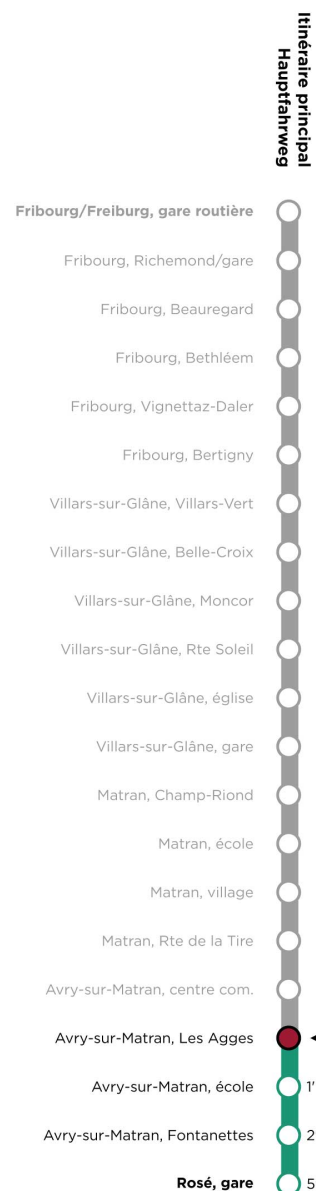 Itinéraire principal
Hauptfahrweg
Fribourg/Freiburg, gare routière
Fribourg, Richemond/gare
Fribourg, Beauregard
Fribourg, Bethléem
Fribourg, Vignettaz-Daler
Fribourg, Bertigny
Villars-sur-Glâne, Villars-Vert
Villars-sur-Glâne, Belle-Croix
Villars-sur-Glâne, Moncor
Villars-sur-Glâne, Rte Soleil
Villars-sur-Glâne, église
Villars-sur-Glâne, gare
Matran, Champ-Riond
Matran, école
Matran, village
Matran, Rte de la Tire
Avry-sur-Matran, centre com.
Avry-sur-Matran, Les Agges
Avry-sur-Matran, école 1'
Avry-sur-Matran, Fontanettes 2
Rosé, gare 5